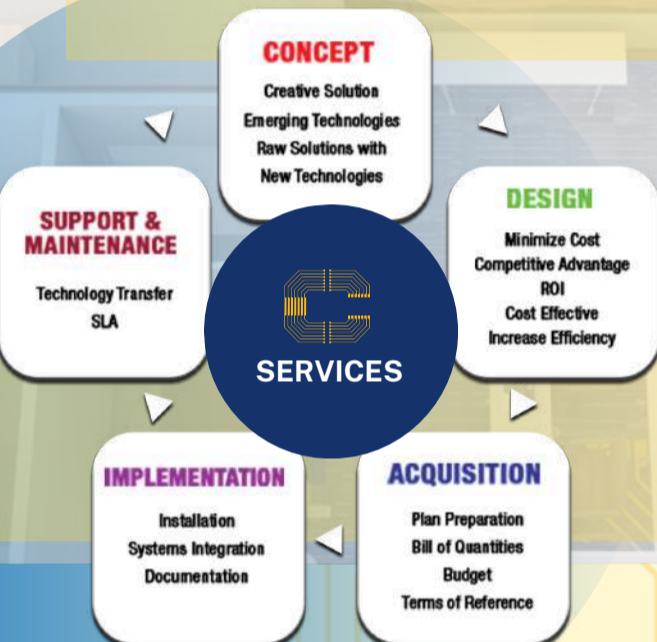 CONCEPT
Creative Solution
Emerging Technologies
Raw Solutions with
New Technologies
DESIGN
Minimize Cost
Competitive Advantage
ROI
Cost Effective
Increase Efficiency
ACQUISITION
Plan Preparation
Bill of Quantities
Budget
Terms of Reference
IMPLEMENTATION
Installation
Systems Integration
Documentation
SUPPORT &
MAINTENANCE
Technology Transfer
SLA
C
SERVICES